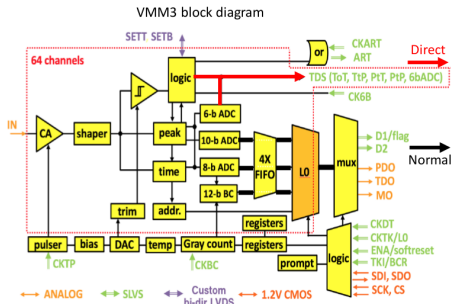 VMM3 block diagram
SETT SETB
CKART
ART
or
Direct
64 channels
logic
TDS (ToT, TtP, PtT, PtP, 6bADC)
CK6B
6-b ADC
IN
CA
shaper
peak
10-b ADC
D1/flag
D2
Normal
time
8-b ADC
4X
FIFO
L0
mux
PDO
TDO
MO
12-b BC
trim
addr.
registers
CKDT
pulser
bias
DAC
temp
Gray count
registers
logic
CKTK/L0
ENA/softreset
prompt
TKI/BCR
CKTP
CKBC
SDI, SDO
SCK, CS
ANALOG
SLVS
Custom
bi-dir LVDS
1.2V CMOS